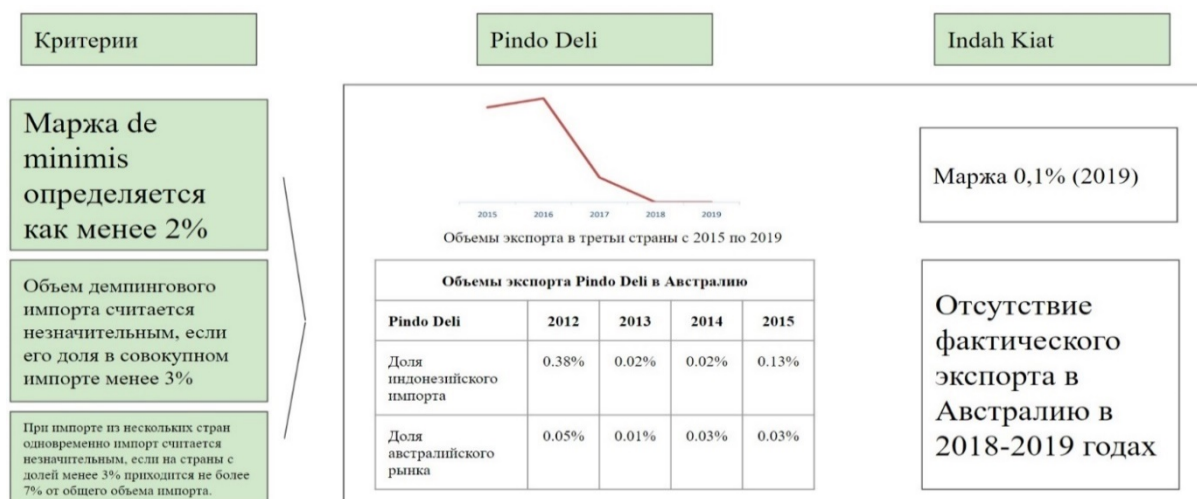 Критерии
Pindo Deli
Indah Kiat
Маржа de
minimis
определяется
как менее 2%
Объем демпингового
импорта считается
незначительным, если
его доля в совокупном
импорте менее 3%
При импорте из нескольких стран
одновременно импорт считается
незначительным, если на страны с
долей менее 3% приходится не более
7% от общего объема импорта.
2015 2016 2017 2018 2019
Объемы экспорта в третьи страны с 2015 по 2019
Объемы экспорта Pindo Deli в Австралию
Pindo Deli 2012 2013 2014 2015
Доля 0.38% 0.02% 0.02% 0.13%
индонезийского
импорта
Доля 0.05% 0.01% 0.03% 0.03%
австралийского
рынка
Маржа 0,1% (2019)
Отсутствие
фактического
экспорта в
Австралию в
2018-2019 годах